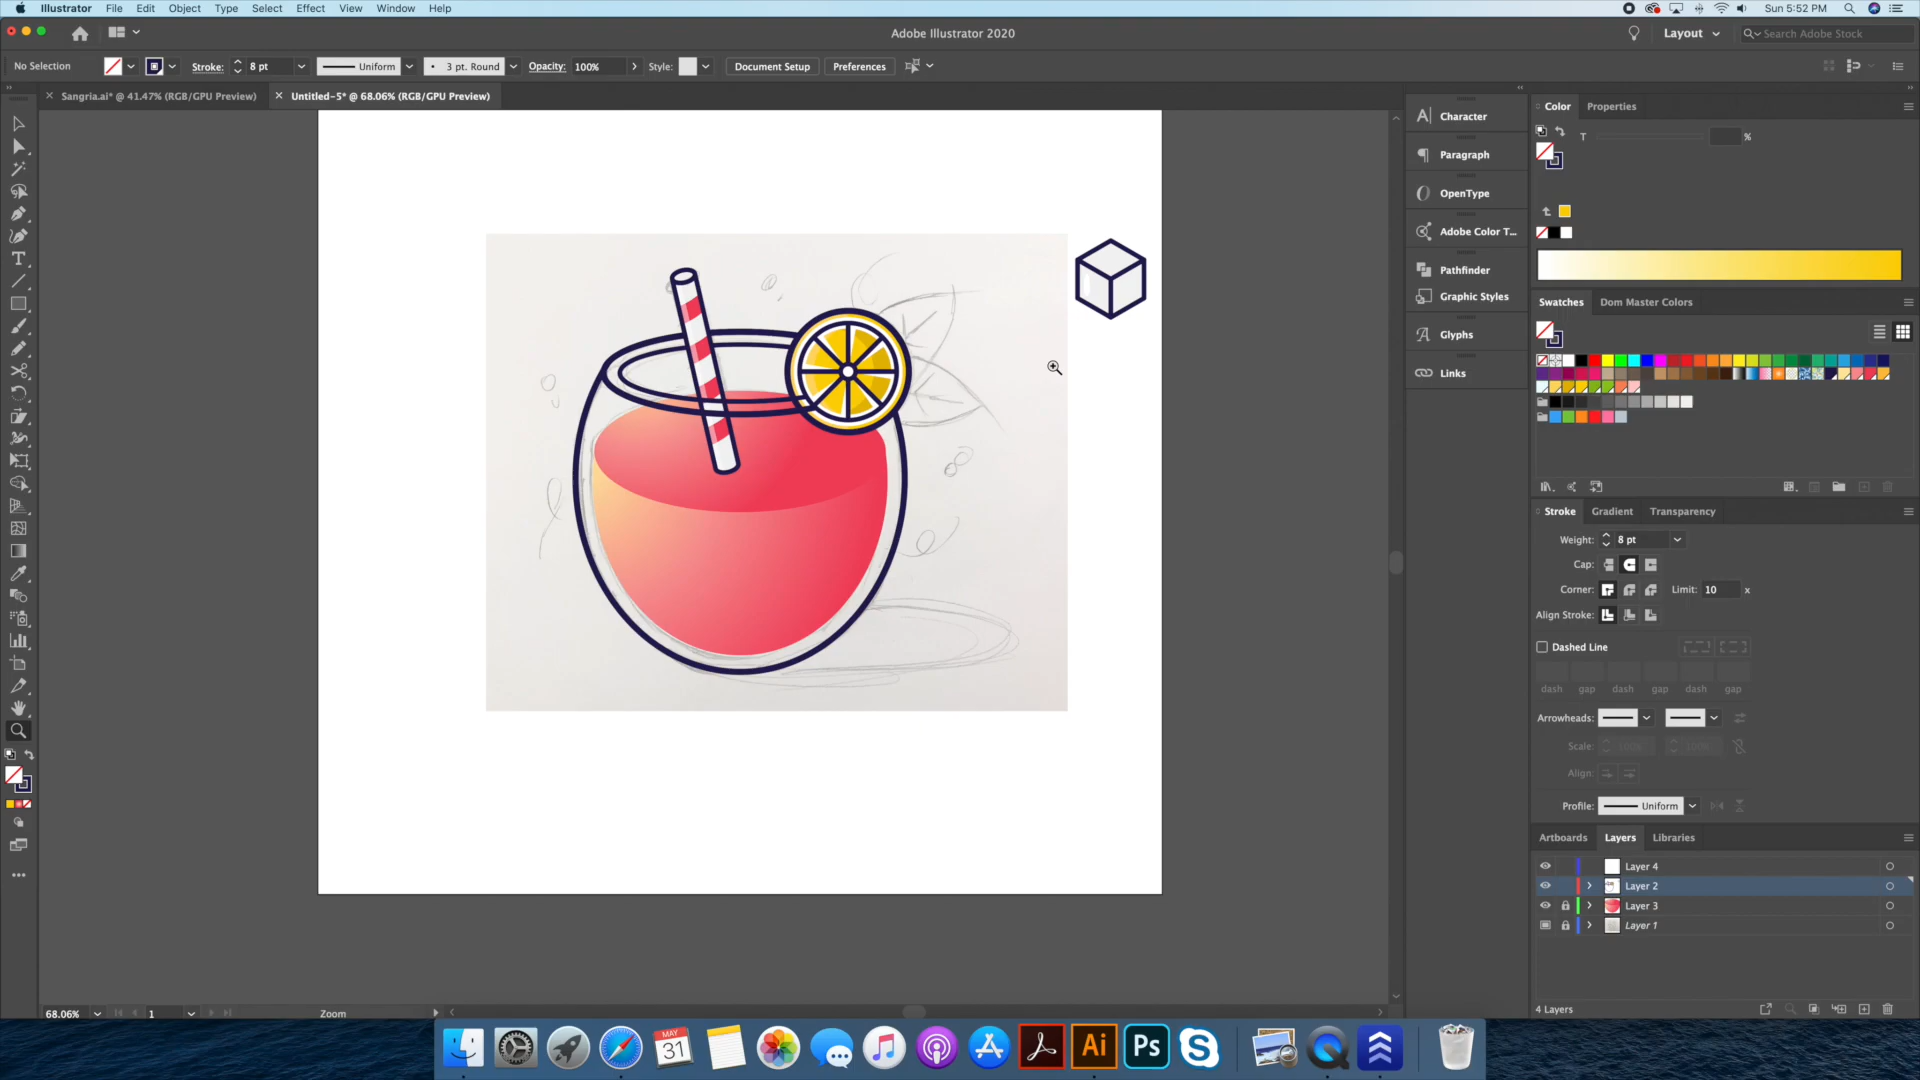 Illustrator File Edit Object Type Select Effect View Window Help Sun 5:52 PM
Adobe Illustrator 2020 Layout Search Adobe Stock
No Selection Stroke: 8 pt Uniform 3 pt. Round Opacity: 100% Style: Document Setup Preferences
Sangria.ai* @ 41.47% (RGB/GPU Preview) Untitled-5* @ 68.06% (RGB/GPU Preview)
Character
Paragraph
OpenType
Adobe Color T...
Pathfinder
Graphic Styles
Glyphs
Links
Color Properties
T %
Swatches Dom Master Colors
Stroke Gradient Transparency
Weight: 8 pt
Cap:
Corner: Limit: 10 x
Align Stroke:
Dashed Line
dash gap dash gap dash gap
Arrowheads:
Scale: 100% 100%
Align:
Profile: Uniform
Artboards Layers Libraries
Layer 4
Layer 2
Layer 3
Layer 1
4 Layers
68.06% 1 Zoom
MAY
31
Ai
Ps